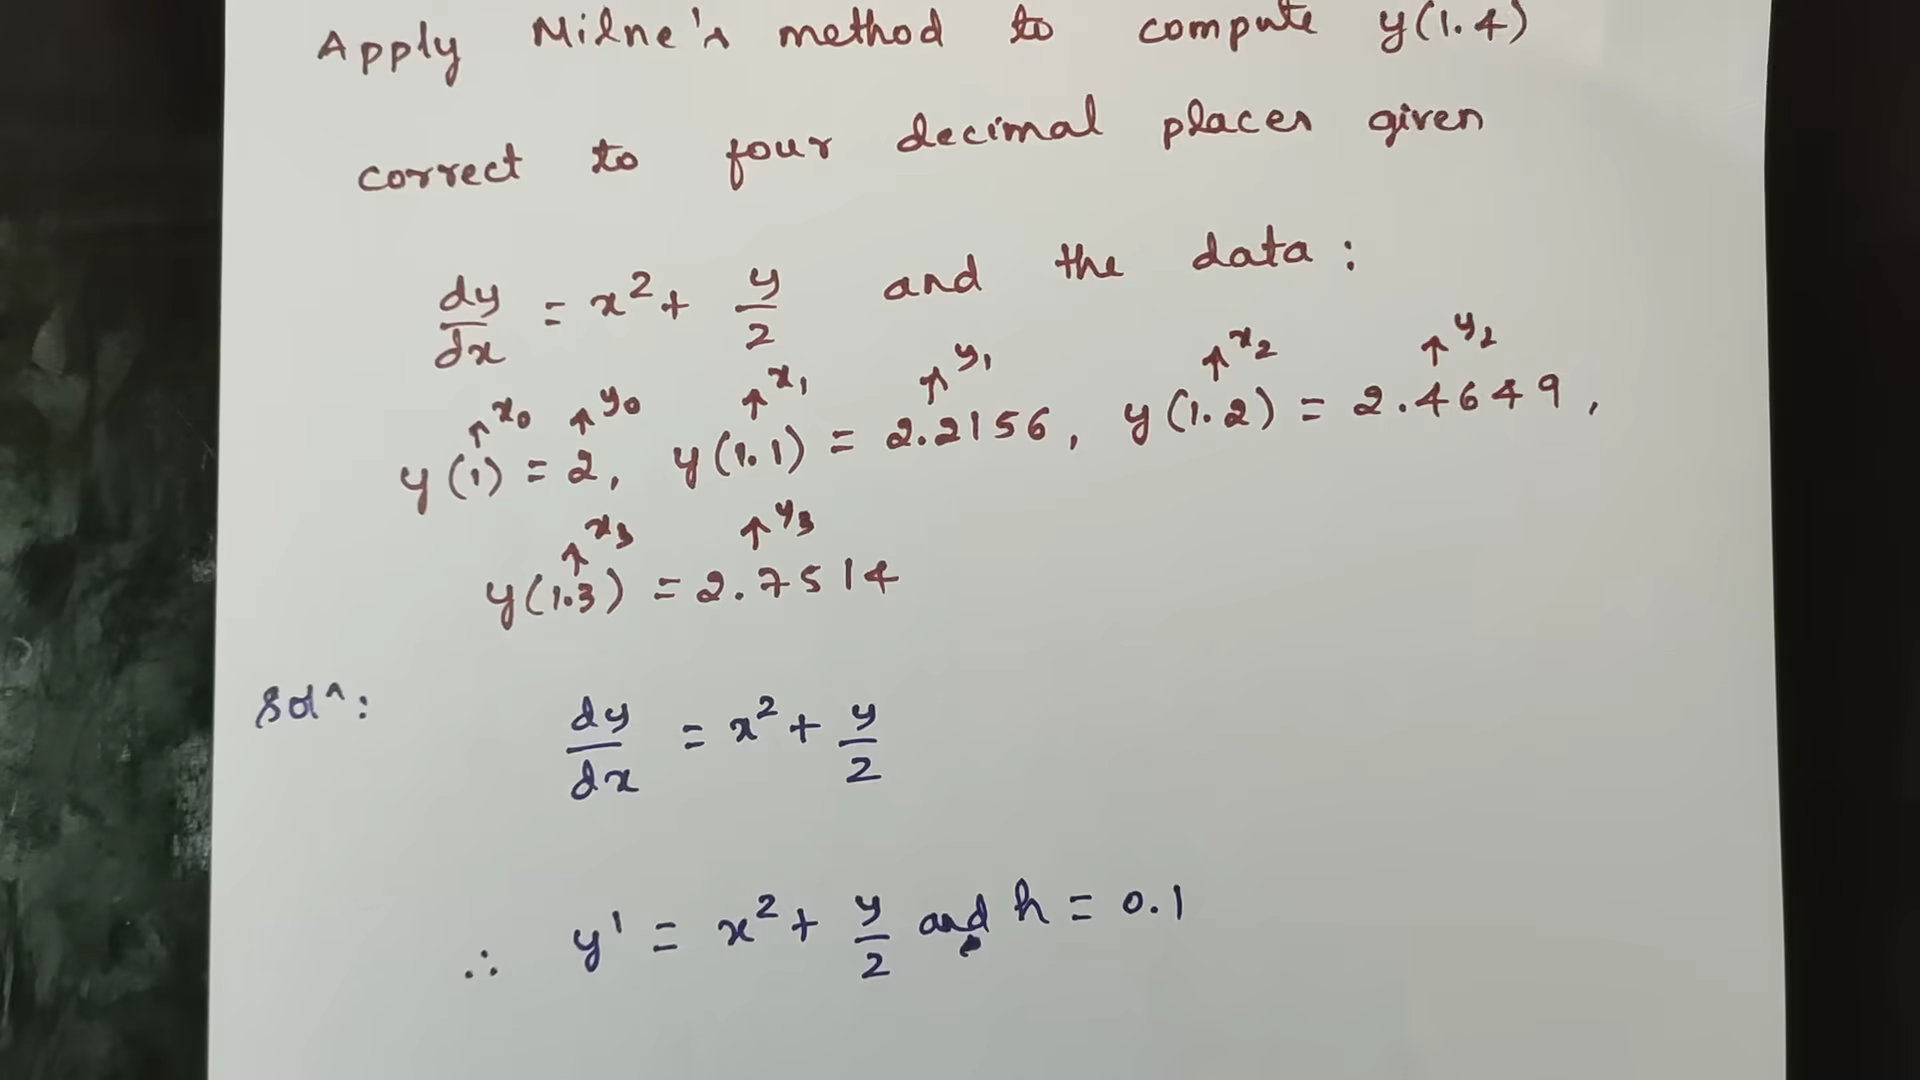 Apply Milne's method to compute y(1.4)
correct to four decimal places given
dy/dx = x² + y/2 and the data :
↑x₀ ↑y₀ ↑x₁ ↑y₁ ↑x₂ ↑y₂
y(1) = 2, y(1.1) = 2.2156, y(1.2) = 2.4649,
↑x₃ ↑y₃
y(1.3) = 2.7514
Solⁿ: dy/dx = x² + y/2
∴ y' = x² + y/2 and h = 0.1